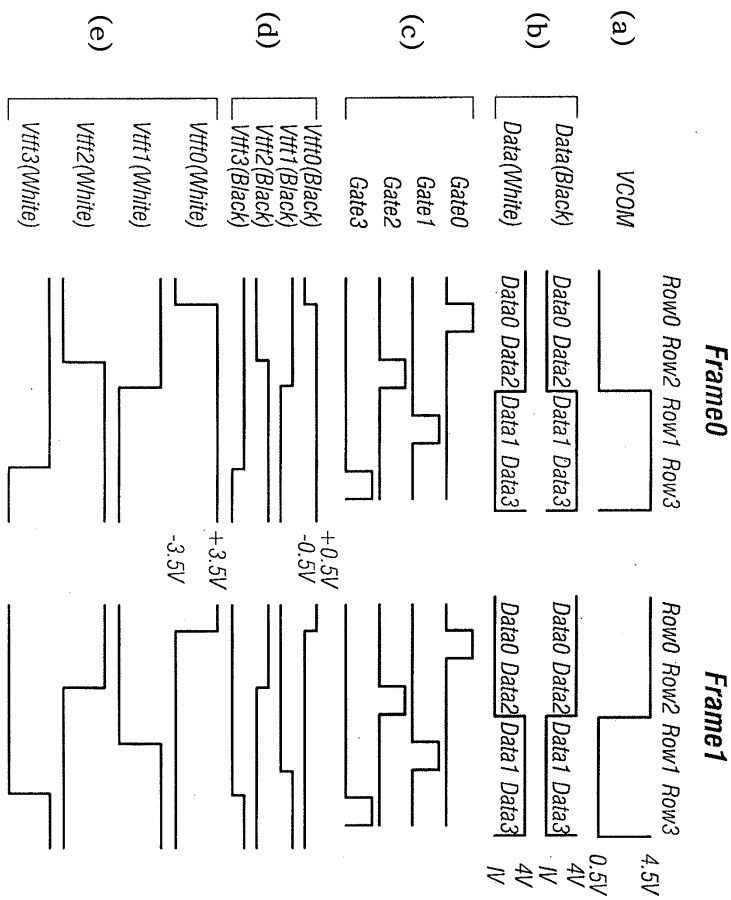 Frame0 Frame1
Row0 Row2 Row1 Row3 Row0 Row2 Row1 Row3
(a) VCOM 4.5V
0.5V
(b) Data(Black) Data0 Data2 Data1 Data3 Data0 Data2 Data1 Data3 4V
1V
Data(White) Data0 Data2 Data1 Data3 Data0 Data2 Data1 Data3 4V
1V
(c) Gate0
Gate1
Gate2
Gate3
(d) Vtft0(Black) +0.5V
Vtft1(Black) -0.5V
Vtft2(Black)
Vtft3(Black)
(e) Vtft0(White) +3.5V
-3.5V
Vtft1(White)
Vtft2(White)
Vtft3(White)